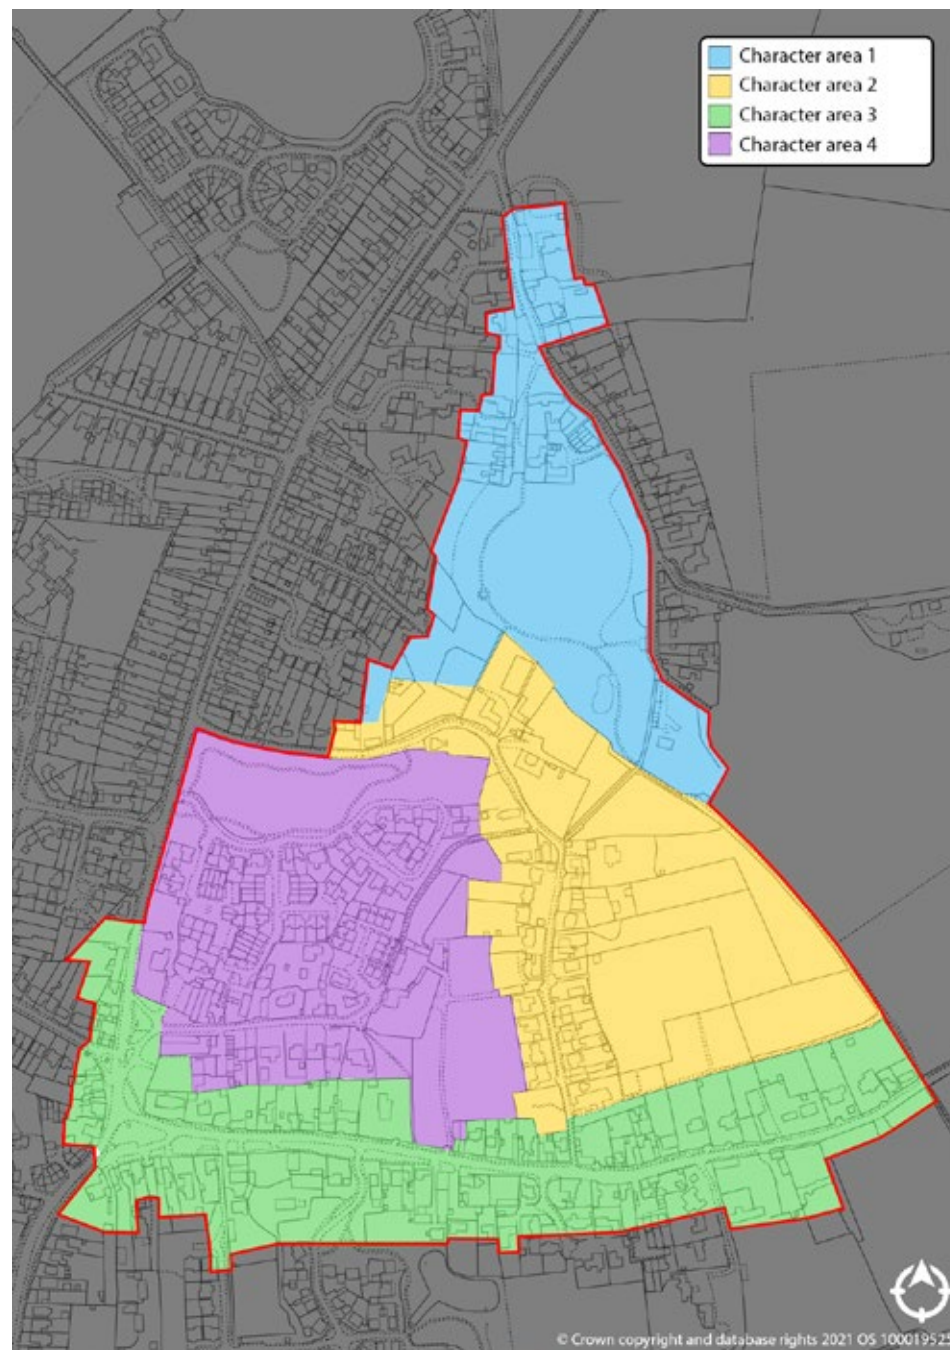 Character area 1
Character area 2
Character area 3
Character area 4
© Crown copyright and database rights 2021 OS 100019525